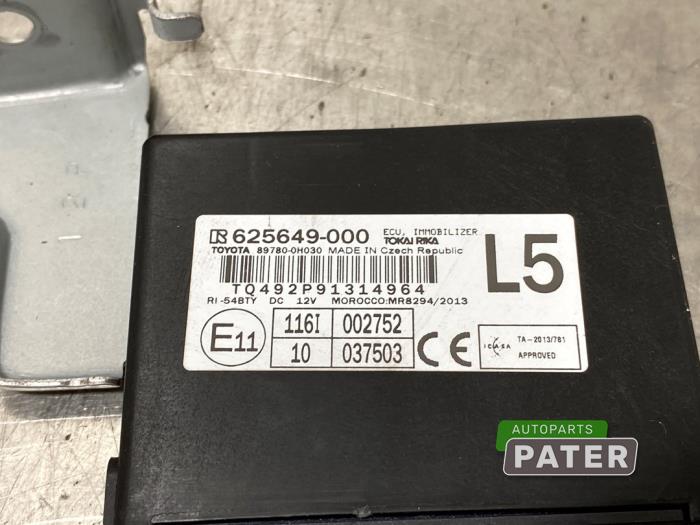 625649-000
ECU, IMMOBILIZER
TOKAI RIKA
TOYOTA 89780-0H030 MADE IN Czech Republic
L5
TQ492P91314964
RI-54BTY DC 12V MOROCCO:MR8294/2013
E11
116I 002752
10 037503
CE
ICASA
TA-2013/781
APPROVED
AUTOPARTS
PATER